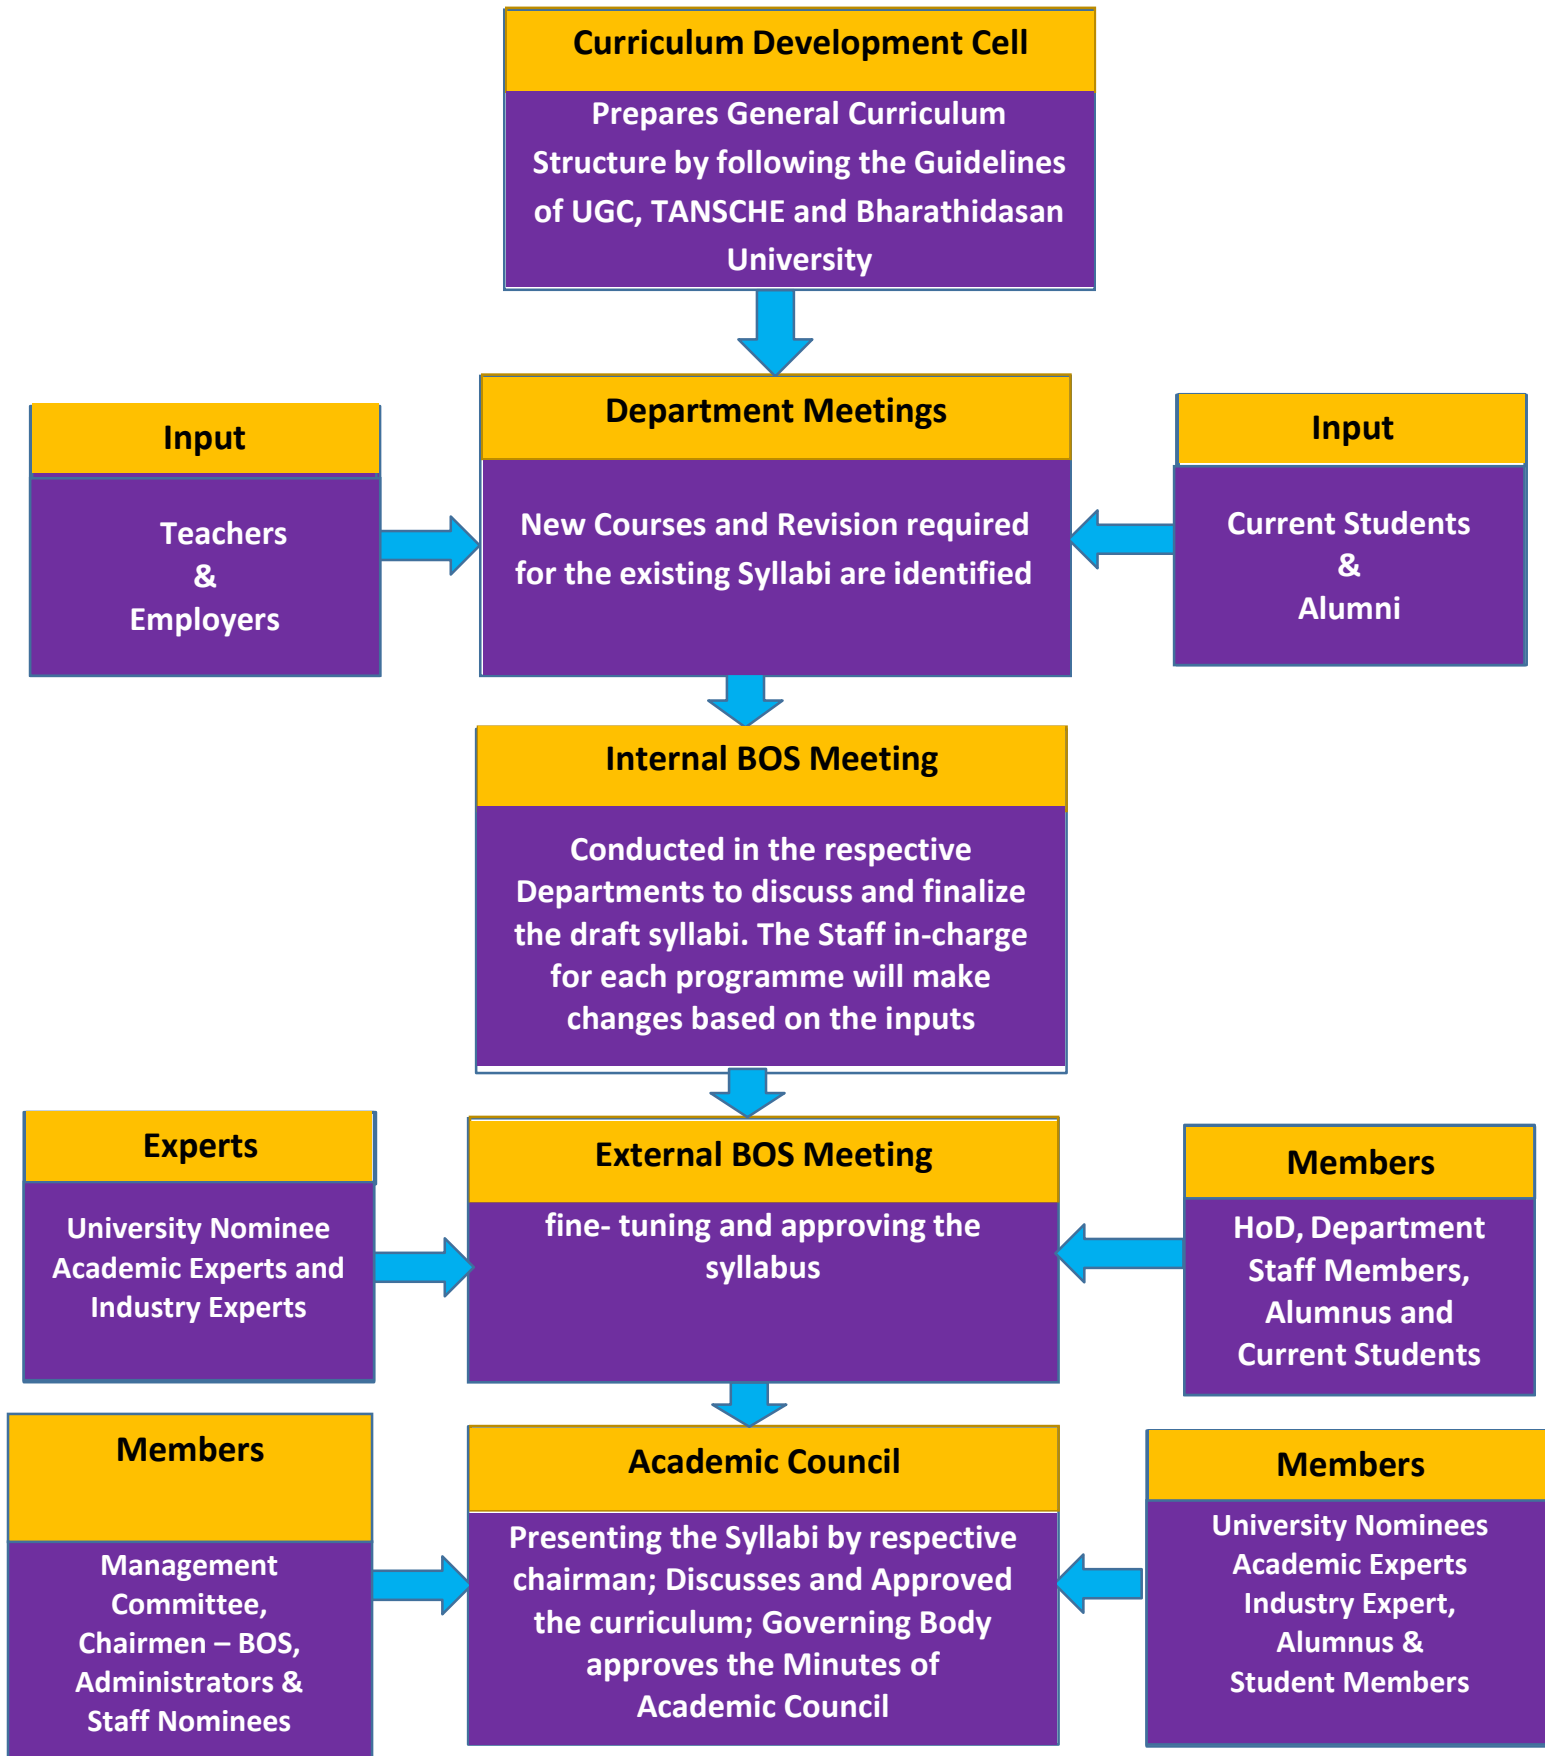 Curriculum Development Cell
Prepares General Curriculum
Structure by following the Guidelines
of UGC, TANSCHE and Bharathidasan
University
Input
Teachers
&
Employers
Department Meetings
New Courses and Revision required
for the existing Syllabi are identified
Input
Current Students
&
Alumni
Internal BOS Meeting
Conducted in the respective
Departments to discuss and finalize
the draft syllabi. The Staff in-charge
for each programme will make
changes based on the inputs
Experts
University Nominee
Academic Experts and
Industry Experts
External BOS Meeting
fine- tuning and approving the
syllabus
Members
HoD, Department
Staff Members,
Alumnus and
Current Students
Members
Management
Committee,
Chairmen – BOS,
Administrators &
Staff Nominees
Academic Council
Presenting the Syllabi by respective
chairman; Discusses and Approved
the curriculum; Governing Body
approves the Minutes of
Academic Council
Members
University Nominees
Academic Experts
Industry Expert,
Alumnus &
Student Members